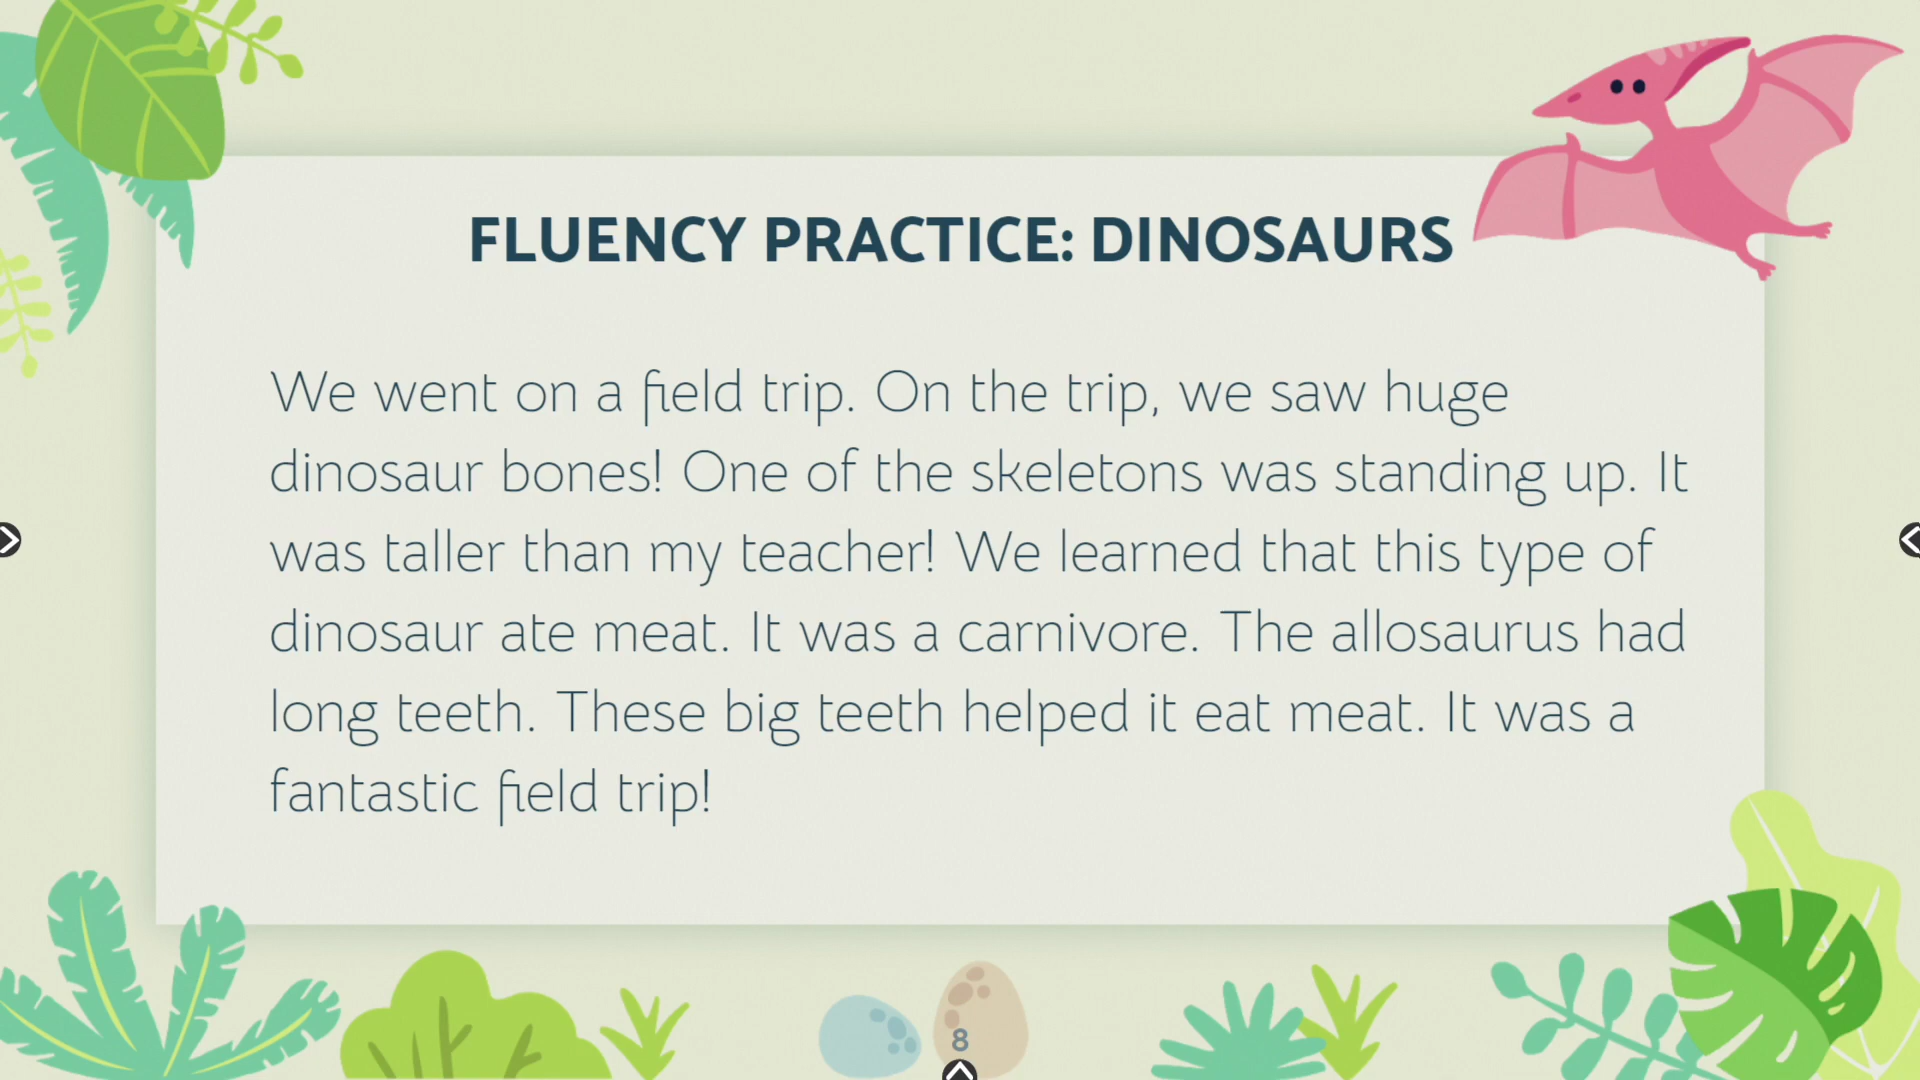 FLUENCY PRACTICE: DINOSAURS
We went on a field trip. On the trip, we saw huge
dinosaur bones! One of the skeletons was standing up. It
was taller than my teacher! We learned that this type of
dinosaur ate meat. It was a carnivore. The allosaurus had
long teeth. These big teeth helped it eat meat. It was a
fantastic field trip!
8